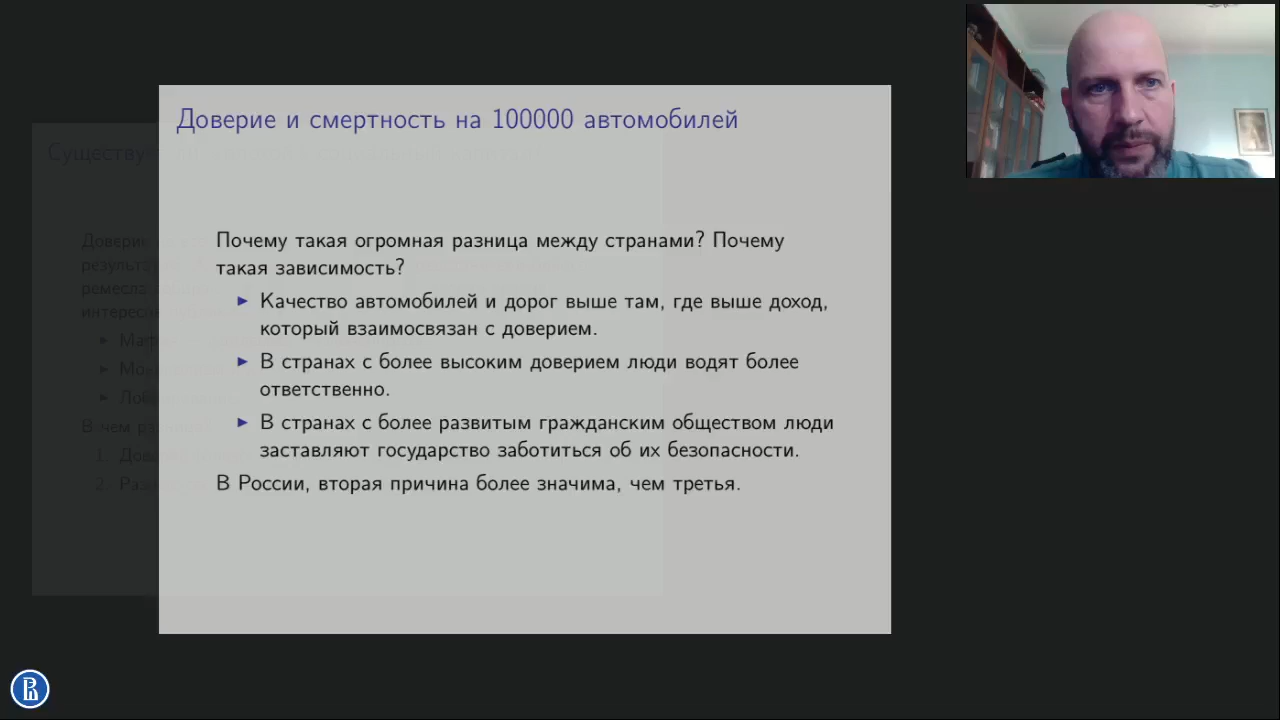 Доверие и смертность на 100000 автомобилей
Почему такая огромная разница между странами? Почему
такая зависимость?
Качество автомобилей и дорог выше там, где выше доход,
который взаимосвязан с доверием.
В странах с более высоким доверием люди водят более
ответственно.
В странах с более развитым гражданским обществом люди
заставляют государство заботиться об их безопасности.
В России, вторая причина более значима, чем третья.